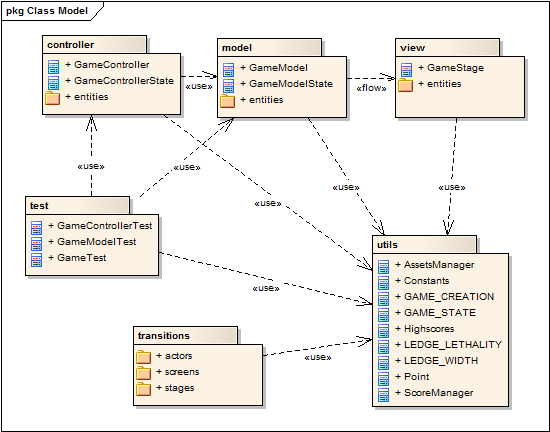 pkg Class Model
controller
+ GameController
+ GameControllerState
+ entities
model
+ GameModel
+ GameModelState
+ entities
view
+ GameStage
+ entities
«use»
«flow»
«use»
«use»
«use»
«use»
«use»
test
+ GameControllerTest
+ GameModelTest
+ GameTest
«use»
utils
+ AssetsManager
+ Constants
+ GAME_CREATION
+ GAME_STATE
+ Highscores
+ LEDGE_LETHALITY
+ LEDGE_WIDTH
+ Point
+ ScoreManager
transitions
+ actors
+ screens
+ stages
«use»